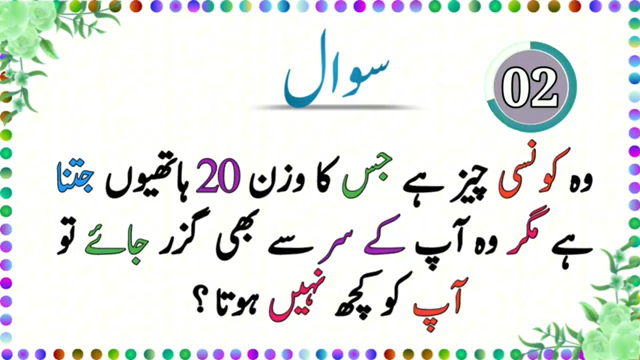 سوال
02
وہ کونسی چیز ہے جس کا وزن 20 ہاتھیوں جتنا
ہے مگر وہ آپ کے سر سے بھی گزر جائے تو
آپ کو کچھ نہیں ہوتا ؟